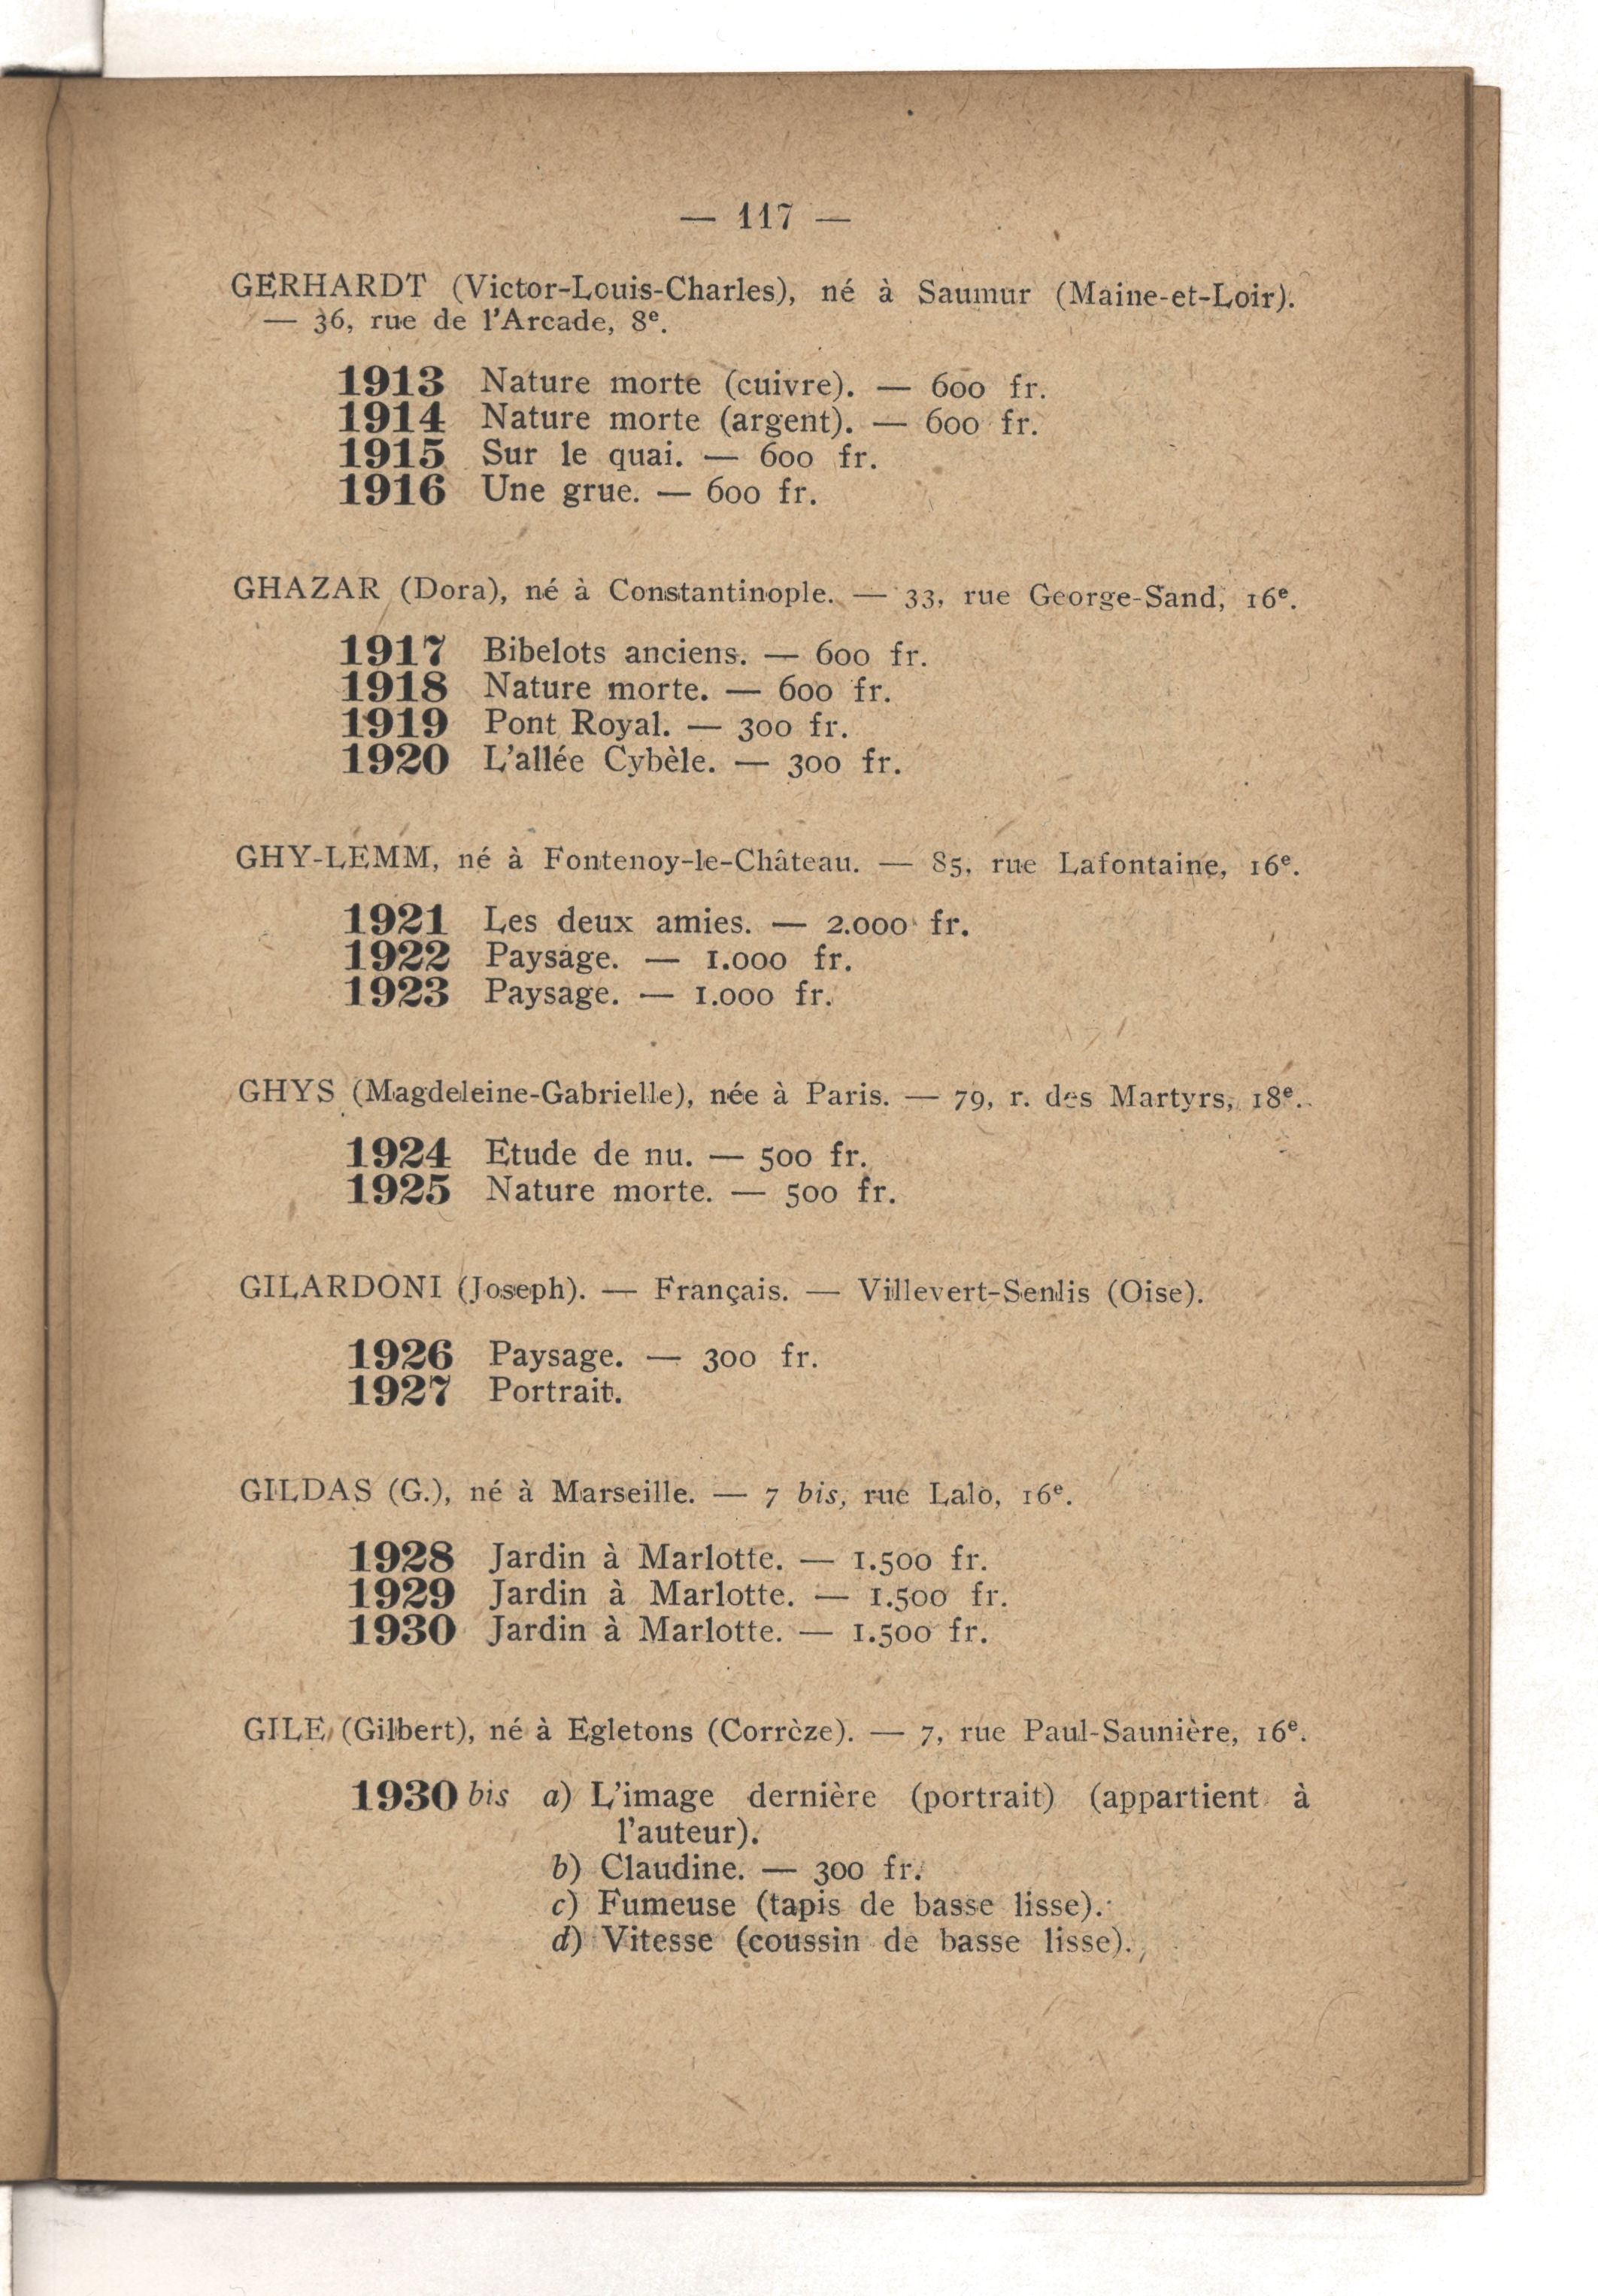 — 117 —
GERHARDT (Victor-Louis-Charles), né à Saumur (Maine-et-Loir).
— 36, rue de l'Arcade, 8e.
1913 Nature morte (cuivre). — 600 fr.
1914 Nature morte (argent). — 600 fr.
1915 Sur le quai. — 600 fr.
1916 Une grue. — 600 fr.
GHAZAR (Dora), né à Constantinople. — 33, rue George-Sand, 16e.
1917 Bibelots anciens. — 600 fr.
1918 Nature morte. — 600 fr.
1919 Pont Royal. — 300 fr.
1920 L'allée Cybèle. — 300 fr.
GHY-LEMM, né à Fontenoy-le-Château. — 85, rue Lafontaine, 16e.
1921 Les deux amies. — 2.000 fr.
1922 Paysage. — 1.000 fr.
1923 Paysage. — 1.000 fr.
GHYS (Magdeleine-Gabrielle), née à Paris. — 79, r. des Martyrs, 18e.
1924 Etude de nu. — 500 fr.
1925 Nature morte. — 500 fr.
GILARDONI (Joseph). — Français. — Villevert-Senlis (Oise).
1926 Paysage. — 300 fr.
1927 Portrait.
GILDAS (G.), né à Marseille. — 7 bis, rue Lalo, 16e.
1928 Jardin à Marlotte. — 1.500 fr.
1929 Jardin à Marlotte. — 1.500 fr.
1930 Jardin à Marlotte. — 1.500 fr.
GILE (Gilbert), né à Egletons (Corrèze). — 7, rue Paul-Saunière, 16e.
1930 bis a) L'image dernière (portrait) (appartient à
l'auteur).
b) Claudine. — 300 fr.
c) Fumeuse (tapis de basse lisse).
d) Vitesse (coussin de basse lisse).